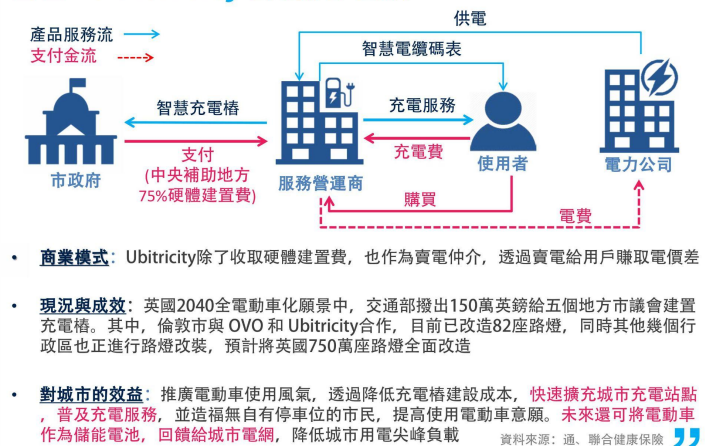 產品服務流
支付金流
供電
智慧電纜碼表
智慧充電樁
充電服務
支付
(中央補助地方
75%硬體建置費)
充電費
市政府
服務營運商
使用者
電力公司
購買
電費
• 商業模式：Ubitricity除了收取硬體建置費，也作為賣電仲介，透過賣電給用戶賺取電價差
• 現況與成效：英國2040全電動車化願景中，交通部撥出150萬英鎊給五個地方市議會建置
充電樁。其中，倫敦市與 OVO 和 Ubitricity合作，目前已改造82座路燈，同時其他幾個行
政區也正進行路燈改裝，預計將英國750萬座路燈全面改造
• 對城市的效益：推廣電動車使用風氣，透過降低充電樁建設成本，快速擴充城市充電站點
，普及充電服務，並造福無自有停車位的市民，提高使用電動車意願。未來還可將電動車
作為儲能電池，回饋給城市電網，降低城市用電尖峰負載
資料來源：通、聯合健康保險